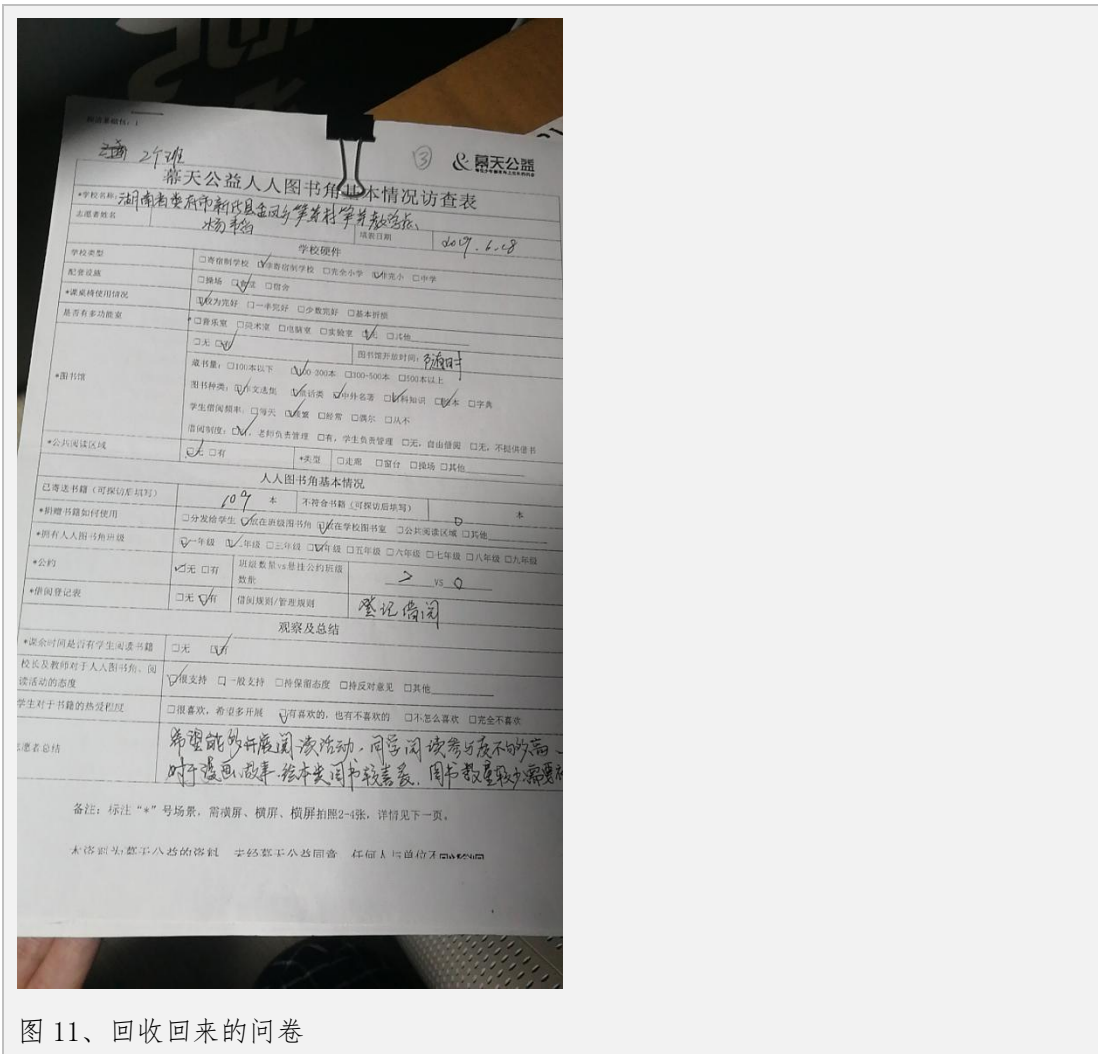 2个班
③
幕天公益
幕天公益人人图书角基本情况访查表
*学校名称:湖南省娄底市新化县金凤乡
志愿者姓名 填表日期 2019.6.28
学校硬件
学校类型 □寄宿制学校 □非寄宿制学校 □完全小学 □非完小 □中学
配套设施 □操场 □食堂 □宿舍
*课桌椅使用情况 □较为完好 □一半完好 □少数完好 □基本折损
是否有多功能室 *□音乐室 □美术室 □电脑室 □实验室 □无 □其他
□无 □有 图书馆开放时间: 随时
*图书馆
藏书量: □100本以下 □100-300本 □300-500本 □500本以上
图书种类: □作文选集 □童话类 □中外名著 □百科知识 □绘本 □字典
学生借阅频率: □每天 □频繁 □经常 □偶尔 □从不
借阅制度: □有, 老师负责管理 □有, 学生负责管理 □无, 自由借阅 □无, 不提供借书
*公共阅读区域 □无 □有 *类型 □走廊 □窗台 □操场 □其他
人人图书角基本情况
已寄送书籍(可探访后填写) 109 本 不符合书籍(可探访后填写) 0 本
*捐赠书籍如何使用 □分发给学生 □放在班级图书角 □放在学校图书室 □公共阅读区域 □其他
*拥有人人图书角班级 □一年级 □二年级 □三年级 □四年级 □五年级 □六年级 □七年级 □八年级 □九年级
*公约 □无 □有 班级数量vs悬挂公约班级数量 vs 0
*借阅登记表 □无 □有 借阅规则/管理规则 登记借阅
观察及总结
*课余时间是否有学生阅读书籍 □无 □有
校长及教师对于人人图书角、阅读活动的态度 □很支持 □一般支持 □持保留态度 □持反对意见 □其他
学生对于书籍的热爱程度 □很喜欢, 希望多开展 □有喜欢的, 也有不喜欢的 □不怎么喜欢 □完全不喜欢
志愿者总结
希望能够开展阅读活动,同学阅读参与度不够高
对于漫画、故事、绘本类图书较喜爱,图书数量较少需要
备注: 标注“*”号场景, 需横屏、横屏、横屏拍照2-4张, 详情见下一页。
图 11、回收回来的问卷